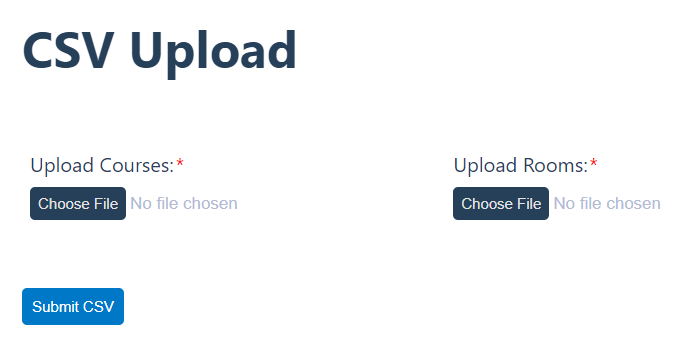 CSV Upload
Upload Courses:* Upload Rooms:*
Choose File No file chosen Choose File No file chosen
Submit CSV